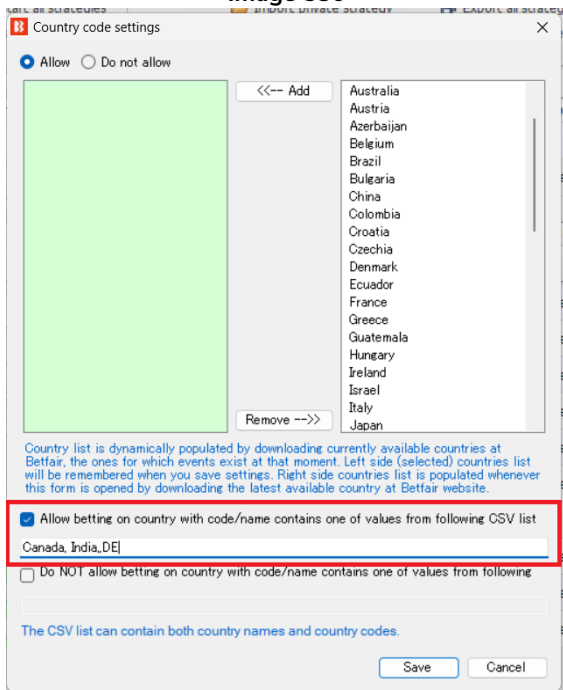 Country code settings
Allow
Do not allow
<<-- Add
Australia
Austria
Azerbaijan
Belgium
Brazil
Bulgaria
China
Colombia
Croatia
Czechia
Denmark
Ecuador
France
Greece
Guatemala
Hungary
Ireland
Israel
Italy
Japan
Remove -->>
Country list is dynamically populated by downloading currently available countries at
Betfair, the ones for which events exist at that moment. Left side (selected) countries list
will be remembered when you save settings. Right side countries list is populated whenever
this form is opened by downloading the latest available country at Betfair website.
Allow betting on country with code/name contains one of values from following CSV list
Canada, India,,DE
Do NOT allow betting on country with code/name contains one of values from following
The CSV list can contain both country names and country codes.
Save
Cancel